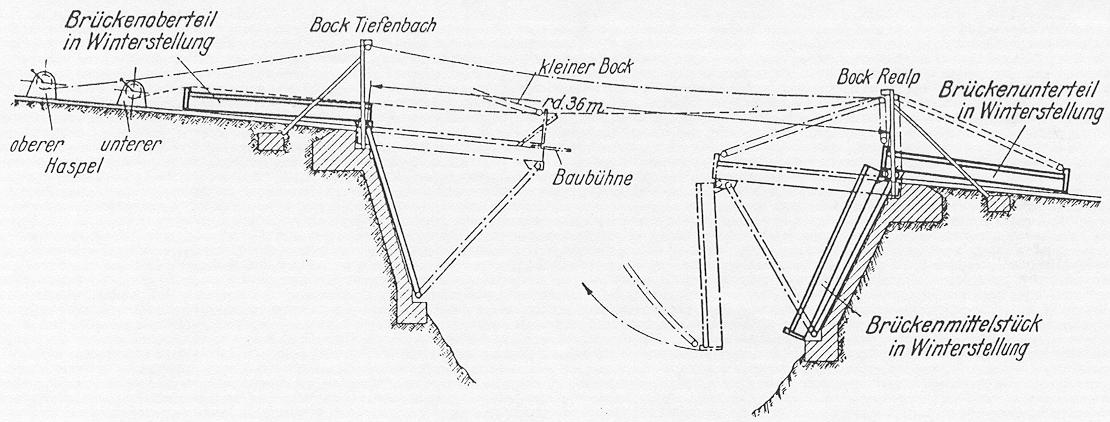 Brückenoberteil
in Winterstellung
Bock Tiefenbach
kleiner Bock
rd. 36 m
Bock Realp
Brückenunterteil
in Winterstellung
oberer unterer
Haspel
Baubühne
Brückenmittelstück
in Winterstellung